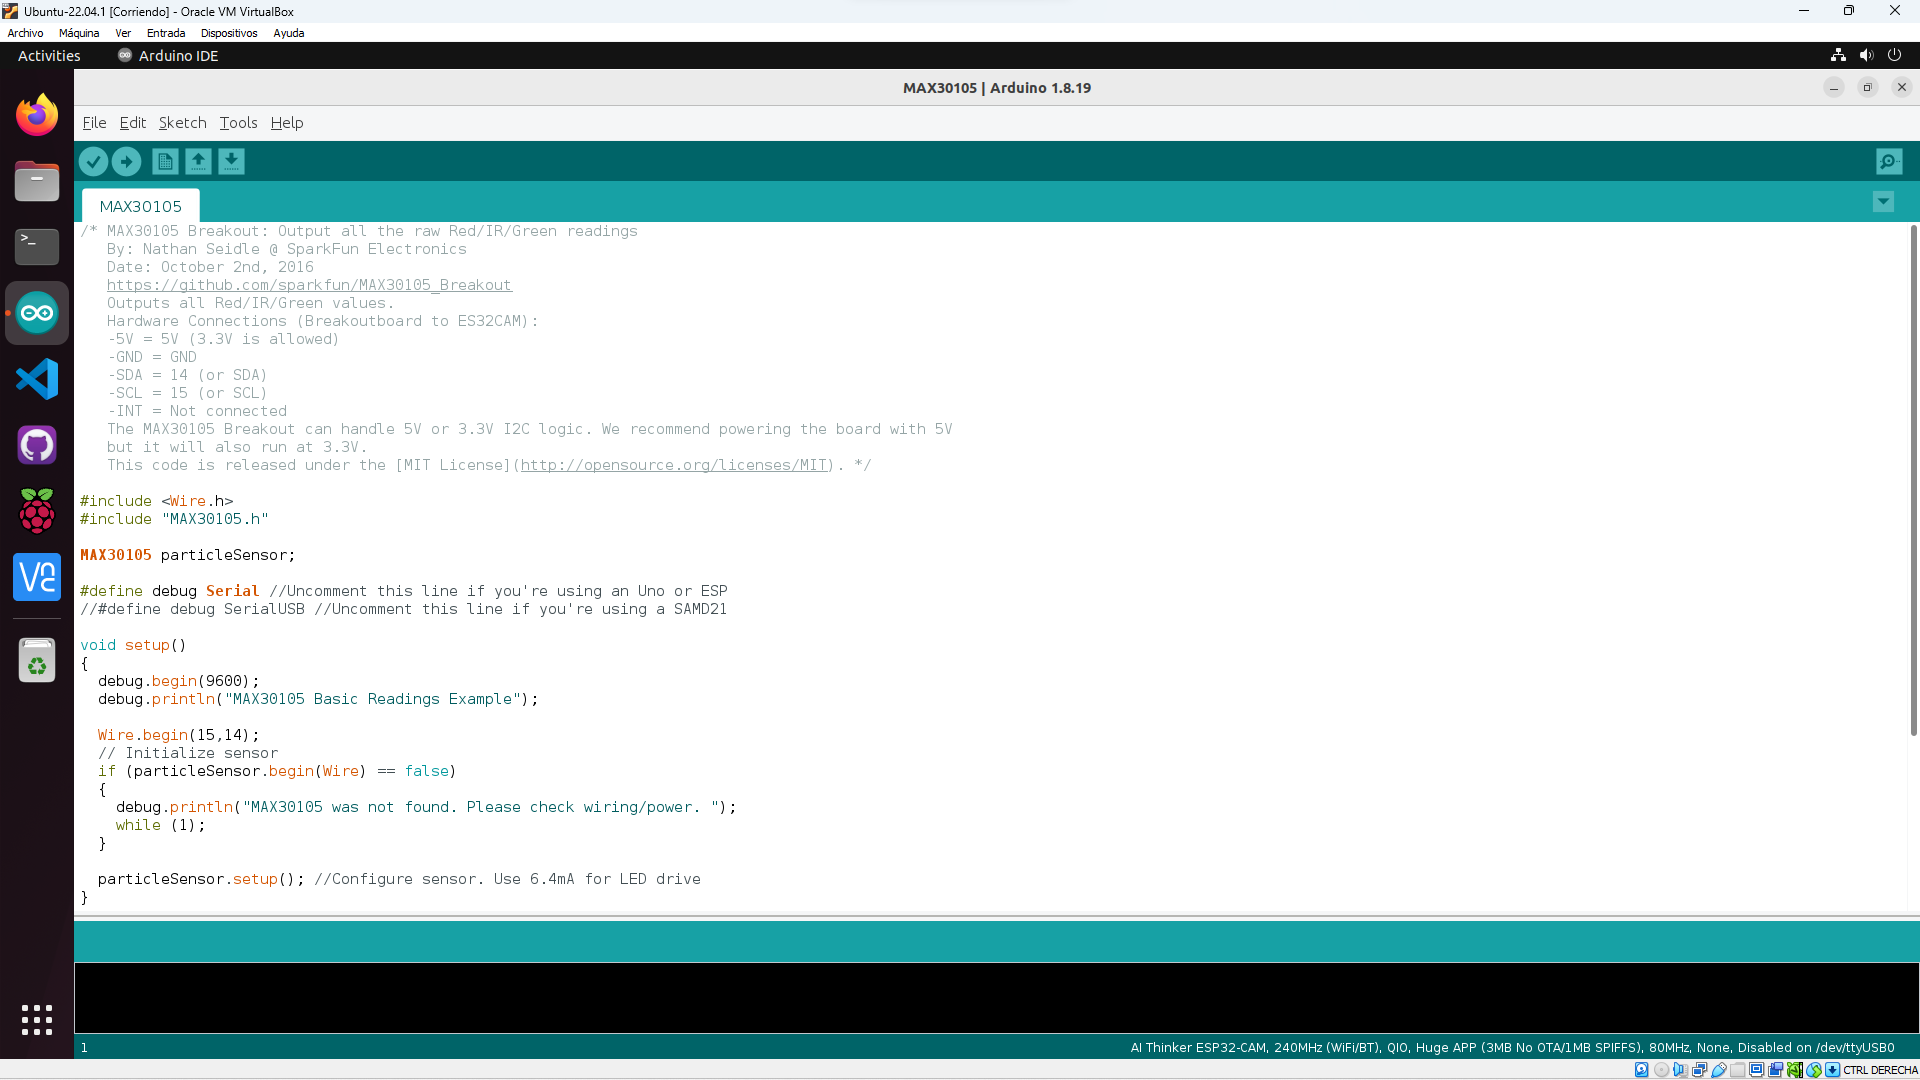 Ubuntu-22.04.1 [Corriendo] - Oracle VM VirtualBox
Archivo Máquina Ver Entrada Dispositivos Ayuda
Activities Arduino IDE
MAX30105 | Arduino 1.8.19
File Edit Sketch Tools Help
MAX30105
/* MAX30105 Breakout: Output all the raw Red/IR/Green readings
By: Nathan Seidle @ SparkFun Electronics
Date: October 2nd, 2016
https://github.com/sparkfun/MAX30105_Breakout
Outputs all Red/IR/Green values.
Hardware Connections (Breakoutboard to ES32CAM):
-5V = 5V (3.3V is allowed)
-GND = GND
-SDA = 14 (or SDA)
-SCL = 15 (or SCL)
-INT = Not connected
The MAX30105 Breakout can handle 5V or 3.3V I2C logic. We recommend powering the board with 5V
but it will also run at 3.3V.
This code is released under the [MIT License](http://opensource.org/licenses/MIT). */
#include <Wire.h>
#include "MAX30105.h"
MAX30105 particleSensor;
#define debug Serial //Uncomment this line if you're using an Uno or ESP
//#define debug SerialUSB //Uncomment this line if you're using a SAMD21
void setup()
{
debug.begin(9600);
debug.println("MAX30105 Basic Readings Example");
Wire.begin(15,14);
// Initialize sensor
if (particleSensor.begin(Wire) == false)
{
debug.println("MAX30105 was not found. Please check wiring/power. ");
while (1);
}
particleSensor.setup(); //Configure sensor. Use 6.4mA for LED drive
}
1 AI Thinker ESP32-CAM, 240MHz (WiFi/BT), QIO, Huge APP (3MB No OTA/1MB SPIFFS), 80MHz, None, Disabled on /dev/ttyUSB0
CTRL DERECHA